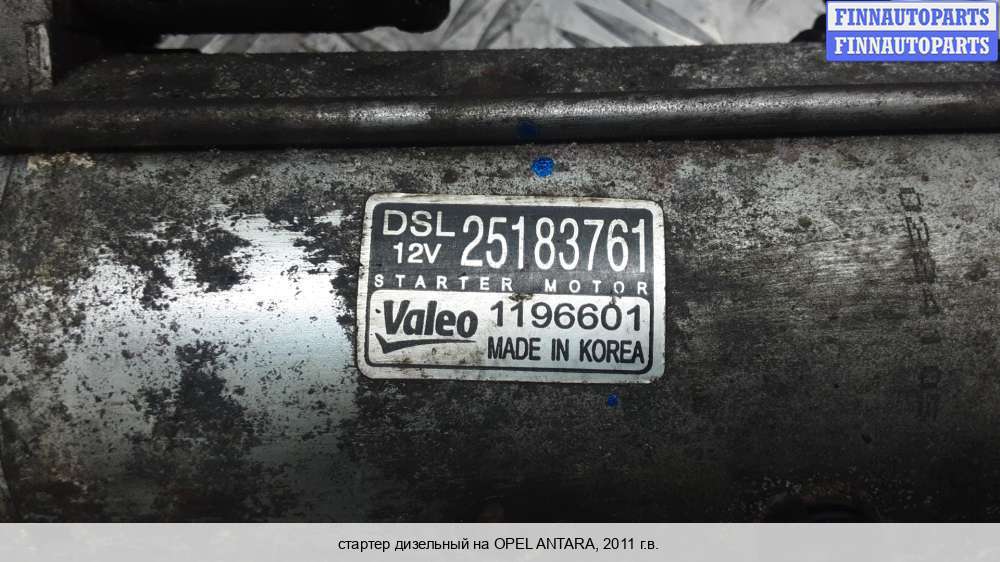 FINNAUTOPARTS
FINNAUTOPARTS
DSL 12V 25183761
STARTER MOTOR
Valeo 1196601
MADE IN KOREA
стартер дизельный на OPEL ANTARA, 2011 г.в.